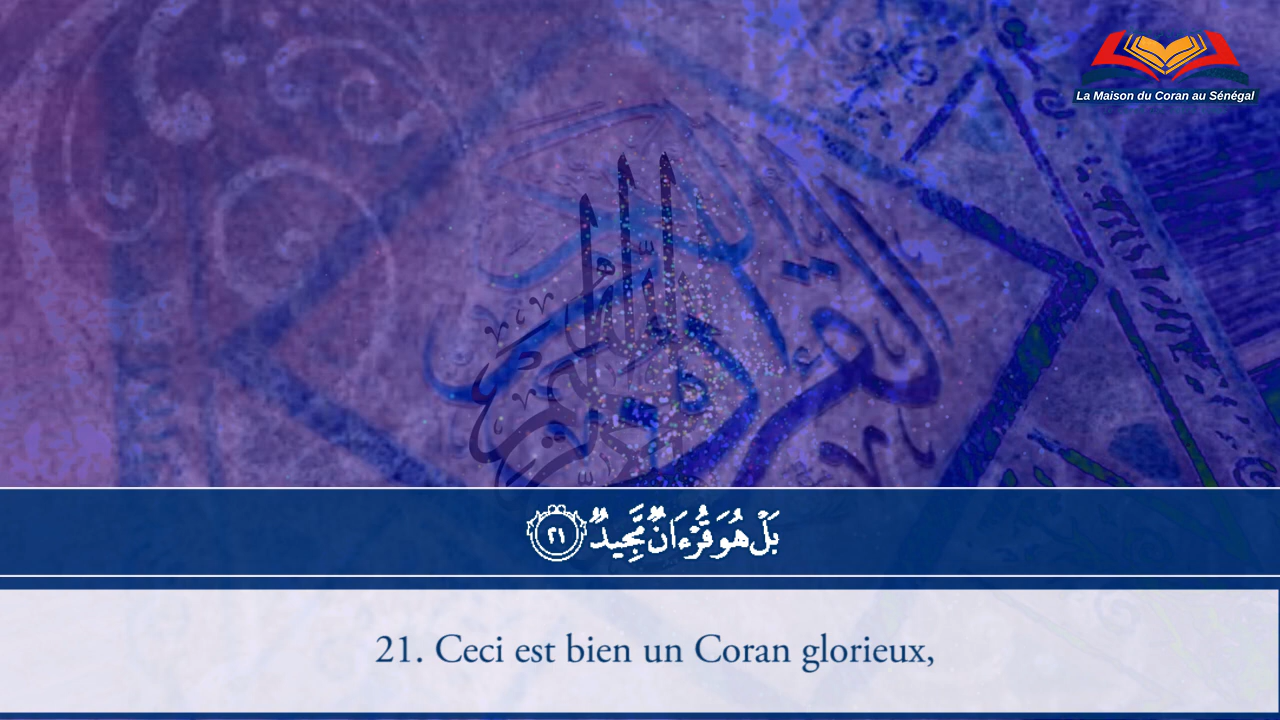 La Maison du Coran au Sénégal
بَلْ هُوَ قُرْءَانٌ مَّجِيدٌ ٢١
21. Ceci est bien un Coran glorieux,